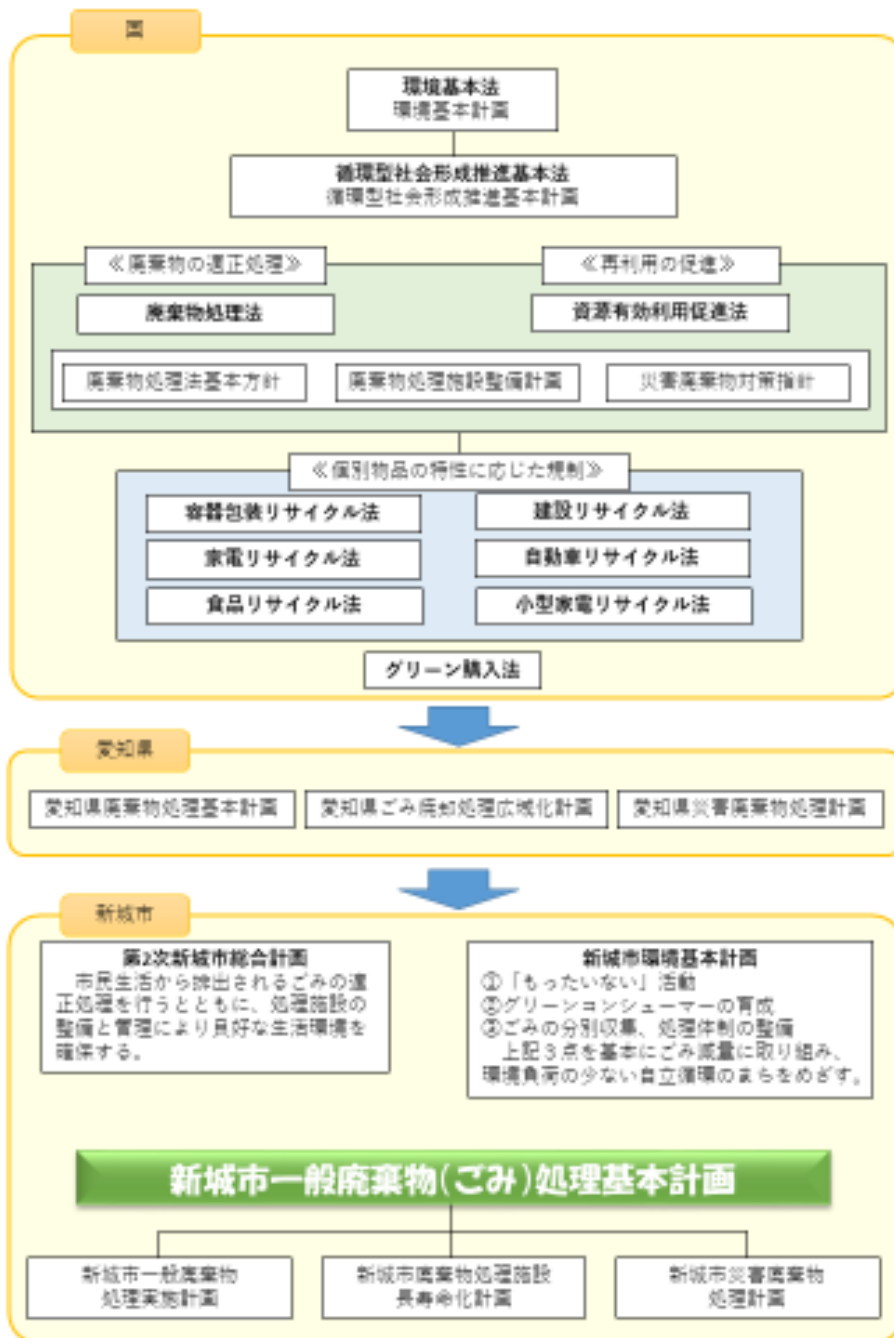 国
環境基本法
環境基本計画
循環型社会形成推進基本法
循環型社会形成推進基本計画
≪廃棄物の適正処理≫
≪再利用の促進≫
廃棄物処理法
資源有効利用促進法
廃棄物処理法基本方針
廃棄物処理施設整備計画
災害廃棄物対策指針
≪個別物品の特性に応じた規制≫
容器包装リサイクル法
建設リサイクル法
家電リサイクル法
自動車リサイクル法
食品リサイクル法
小型家電リサイクル法
グリーン購入法
愛知県
愛知県廃棄物処理基本計画
愛知県ごみ焼却処理広域化計画
愛知県災害廃棄物処理計画
新城市
第2次新城市総合計画
市民生活から排出されるごみの適
正処理を行うとともに、処理施設の
整備と管理により良好な生活環境を
確保する。
新城市環境基本計画
①「もったいない」活動
②グリーンコンシューマーの育成
③ごみの分別収集、処理体制の整備
上記3点を基本にごみ減量に取り組み、
環境負荷の少ない自立循環のまちをめざす。
新城市一般廃棄物(ごみ)処理基本計画
新城市一般廃棄物
処理実施計画
新城市廃棄物処理施設
長寿命化計画
新城市災害廃棄物
処理計画